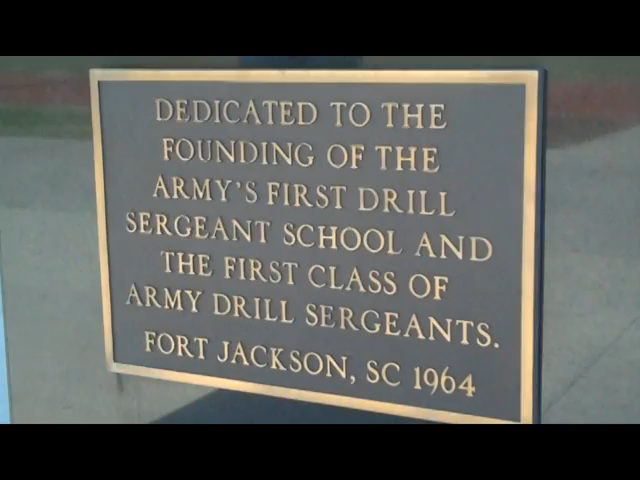 DEDICATED TO THE
FOUNDING OF THE
ARMY'S FIRST DRILL
SERGEANT SCHOOL AND
THE FIRST CLASS OF
ARMY DRILL SERGEANTS.
FORT JACKSON, SC 1964